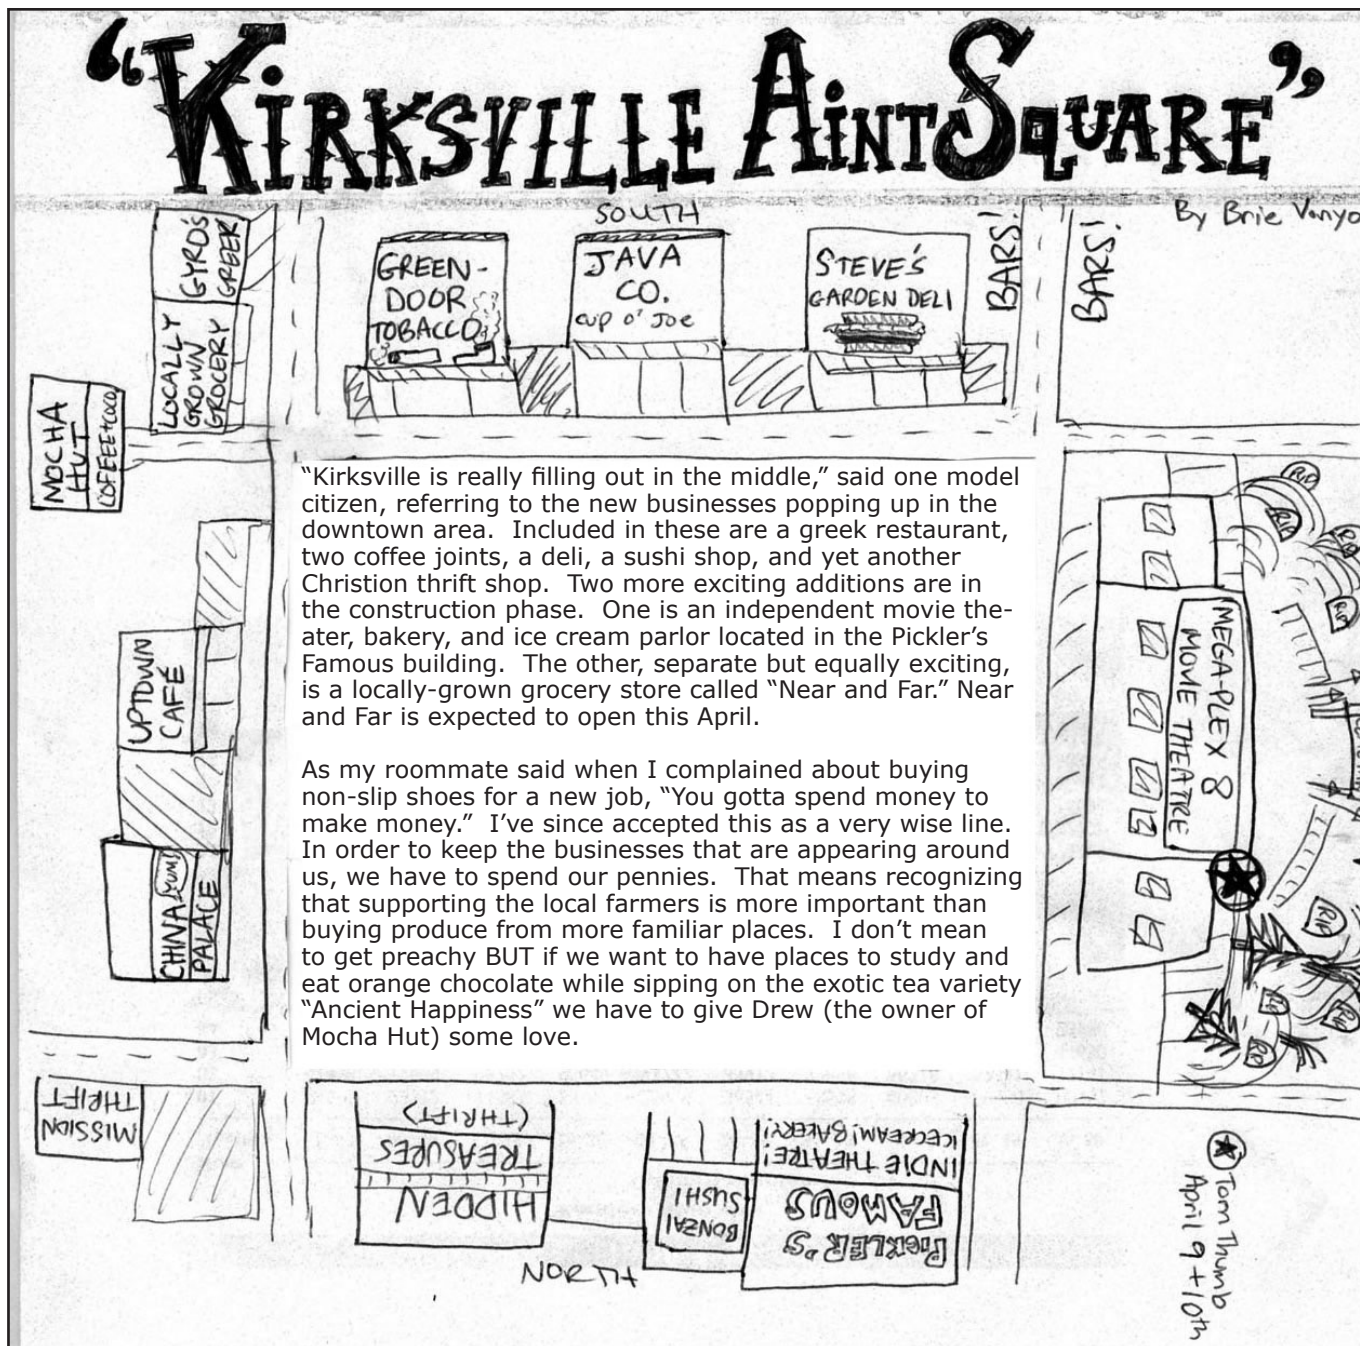 “KIRKSVILLE AINT SQUARE”
By Brie Vanyo
SOUTH
GYRO'S
GREEK
LOCALLY
GROWN
GROCERY
MOCHA
HUT
COFFEE+COCO
GREEN-
DOOR
TOBACCO
JAVA
CO.
CUP O' JOE
STEVE'S
GARDEN DELI
BARS!
BARS!
“Kirksville is really filling out in the middle,” said one model
citizen, referring to the new businesses popping up in the
downtown area.  Included in these are a greek restaurant,
two coffee joints, a deli, a sushi shop, and yet another
Christion thrift shop.  Two more exciting additions are in
the construction phase.  One is an independent movie the-
ater, bakery, and ice cream parlor located in the Pickler’s
Famous building.  The other, separate but equally exciting,
is a locally-grown grocery store called “Near and Far.” Near
and Far is expected to open this April.
As my roommate said when I complained about buying
non-slip shoes for a new job, “You gotta spend money to
make money.”  I’ve since accepted this as a very wise line.
In order to keep the businesses that are appearing around
us, we have to spend our pennies.  That means recognizing
that supporting the local farmers is more important than
buying produce from more familiar places.  I don’t mean
to get preachy BUT if we want to have places to study and
eat orange chocolate while sipping on the exotic tea variety
“Ancient Happiness” we have to give Drew (the owner of
Mocha Hut) some love.
UPTOWN
CAFÉ
CHINA
YUM!
PALACE
MEGA-PLEX 8
MOVE THEATRE
RIP
RIP
RIP
RIP
RIP
RIP
RIP
RIP
MISSION
THRIFT
HIDDEN
TREASURES
(THRIFT)
BONZAI
SUSHI
PICKLER'S
FAMOUS
INDIE THEATRE!
ICECREAM! BAKERY!
NORTH
Tom Thumb
April 9 + 10th